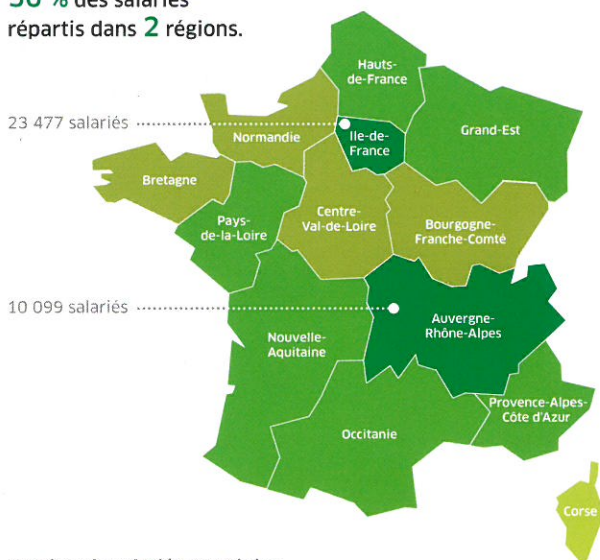 des salariés
répartis dans 2 régions.
Hauts-
de-France
23 477 salariés
Normandie
Ile-de-
France
Grand-Est
Bretagne
Pays-
de-la-Loire
Centre-
Val-de-Loire
Bourgogne-
Franche-Comté
10 099 salariés
Auvergne-
Rhône-Alpes
Nouvelle-
Aquitaine
Provence-Alpes-
Côte d'Azur
Occitanie
Corse